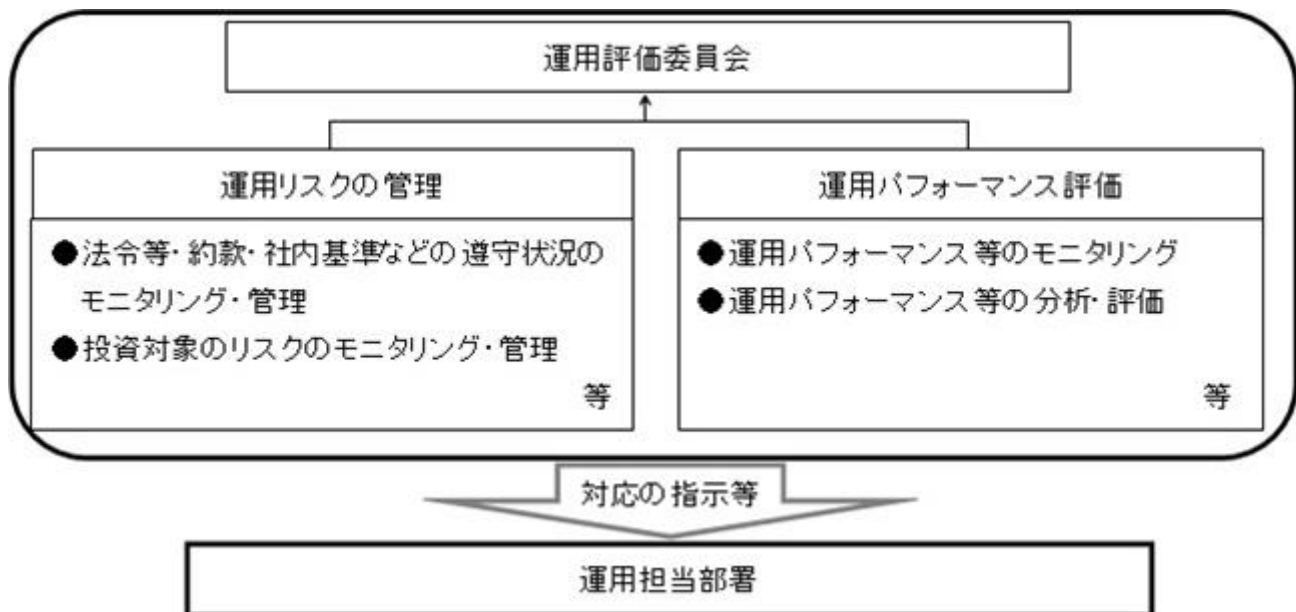 運用評価委員会
運用リスクの管理
●法令等・約款・社内基準などの遵守状況の
モニタリング・管理
●投資対象のリスクのモニタリング・管理
等
運用パフォーマンス評価
●運用パフォーマンス等のモニタリング
●運用パフォーマンス等の分析・評価
等
対応の指示等
運用担当部署